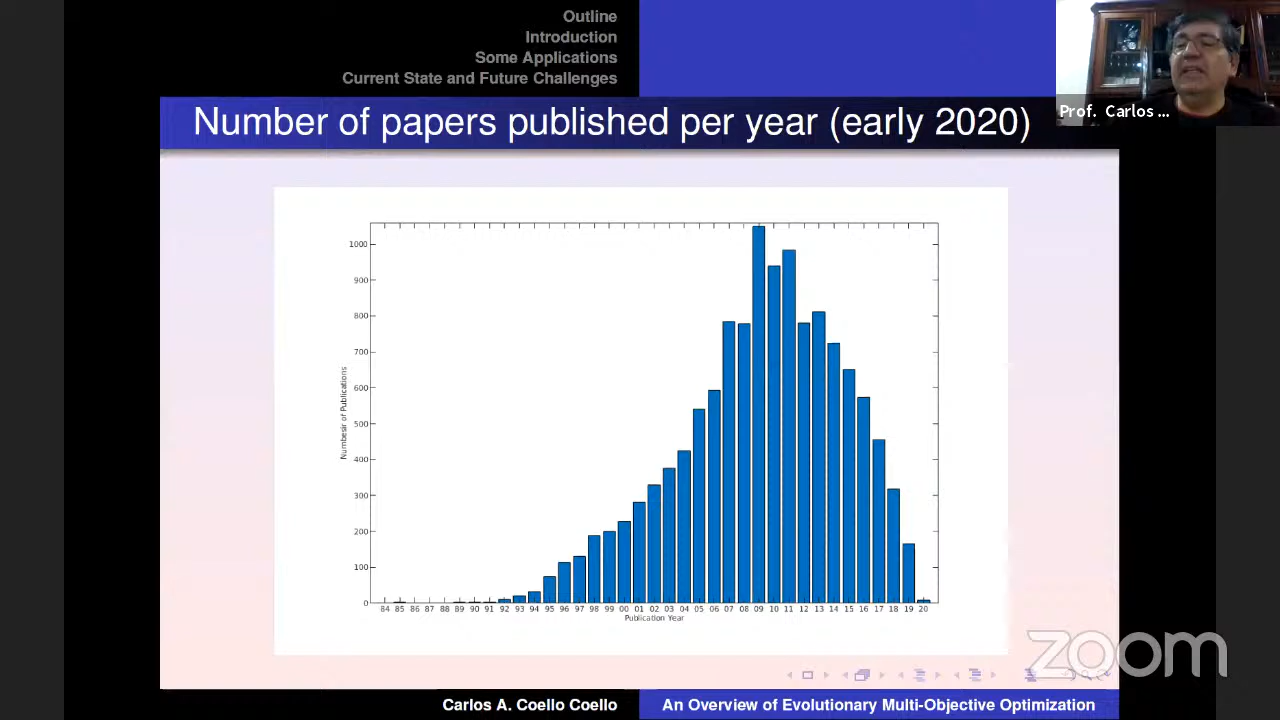 Outline
Introduction
Some Applications
Current State and Future Challenges
Prof. Carlos ...
Number of papers published per year (early 2020)
1000
900
800
700
600
500
400
300
200
100
0
Numbesir of Publications
84 85 86 87 88 89 90 91 92 93 94 95 96 97 98 99 00 01 02 03 04 05 06 07 08 09 10 11 12 13 14 15 16 17 18 19 20
Publication Year
zoom
Carlos A. Coello Coello
An Overview of Evolutionary Multi-Objective Optimization